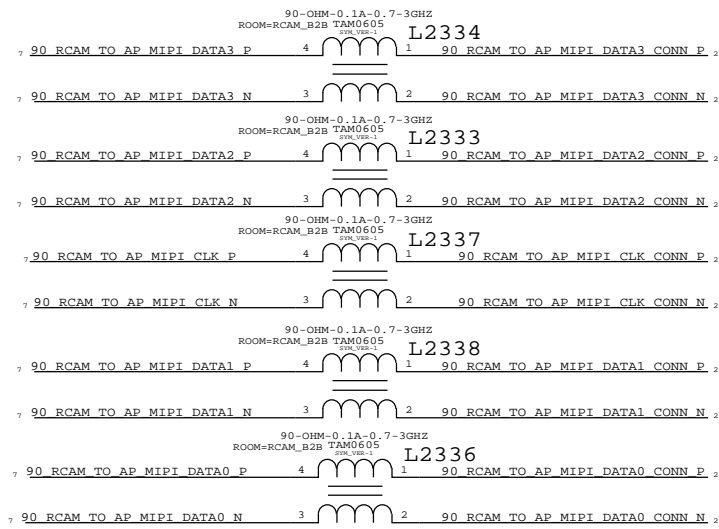 90-OHM-0.1A-0.7-3GHZ
ROOM=RCAM_B2B TAM0605
SYM_VER-1
L2334
7 90_RCAM_TO_AP_MIPI_DATA3_P 4 1 90_RCAM_TO_AP_MIPI_DATA3_CONN_P 2
7 90_RCAM_TO_AP_MIPI_DATA3_N 3 2 90_RCAM_TO_AP_MIPI_DATA3_CONN_N 2
90-OHM-0.1A-0.7-3GHZ
ROOM=RCAM_B2B TAM0605
SYM_VER-1
L2333
7 90_RCAM_TO_AP_MIPI_DATA2_P 4 1 90_RCAM_TO_AP_MIPI_DATA2_CONN_P 2
7 90_RCAM_TO_AP_MIPI_DATA2_N 3 2 90_RCAM_TO_AP_MIPI_DATA2_CONN_N 2
90-OHM-0.1A-0.7-3GHZ
ROOM=RCAM_B2B TAM0605
SYM_VER-1
L2337
7 90_RCAM_TO_AP_MIPI_CLK_P 4 1 90_RCAM_TO_AP_MIPI_CLK_CONN_P 2
7 90_RCAM_TO_AP_MIPI_CLK_N 3 2 90_RCAM_TO_AP_MIPI_CLK_CONN_N 2
90-OHM-0.1A-0.7-3GHZ
ROOM=RCAM_B2B TAM0605
SYM_VER-1
L2338
7 90_RCAM_TO_AP_MIPI_DATA1_P 4 1 90_RCAM_TO_AP_MIPI_DATA1_CONN_P 2
7 90_RCAM_TO_AP_MIPI_DATA1_N 3 2 90_RCAM_TO_AP_MIPI_DATA1_CONN_N 2
90-OHM-0.1A-0.7-3GHZ
ROOM=RCAM_B2B TAM0605
SYM_VER-1
L2336
7 90_RCAM_TO_AP_MIPI_DATA0_P 4 1 90_RCAM_TO_AP_MIPI_DATA0_CONN_P 2
7 90_RCAM_TO_AP_MIPI_DATA0_N 3 2 90_RCAM_TO_AP_MIPI_DATA0_CONN_N 2